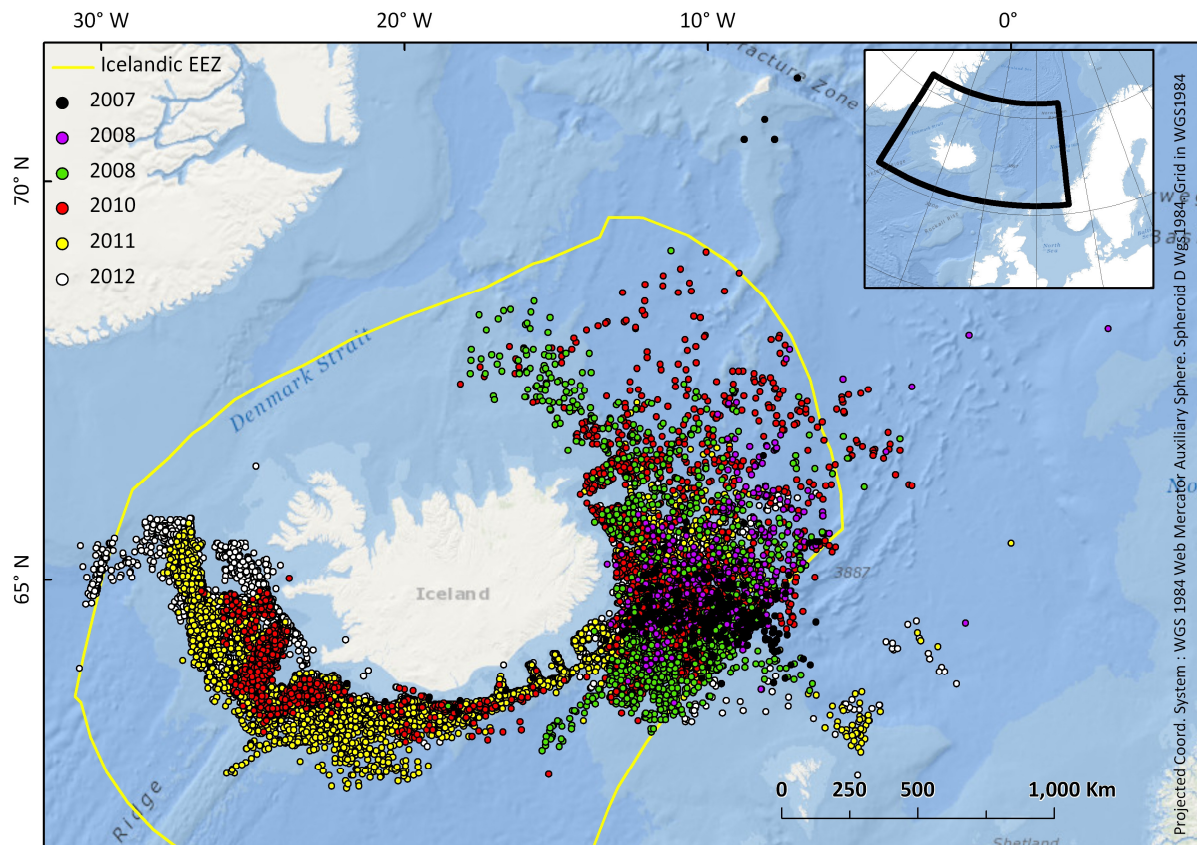 30° W
20° W
10° W
0°
70° N
65° N
Icelandic EEZ
2007
2008
2008
2010
2011
2012
racture Zone
Denmark Strait
Iceland
3887
Ridge
No
Shetland
0 250 500 1,000 Km
Projected Coord. System : WGS 1984 Web Mercator Auxiliary Sphere. Spheroid D Wgs1984, Grid in WGS1984